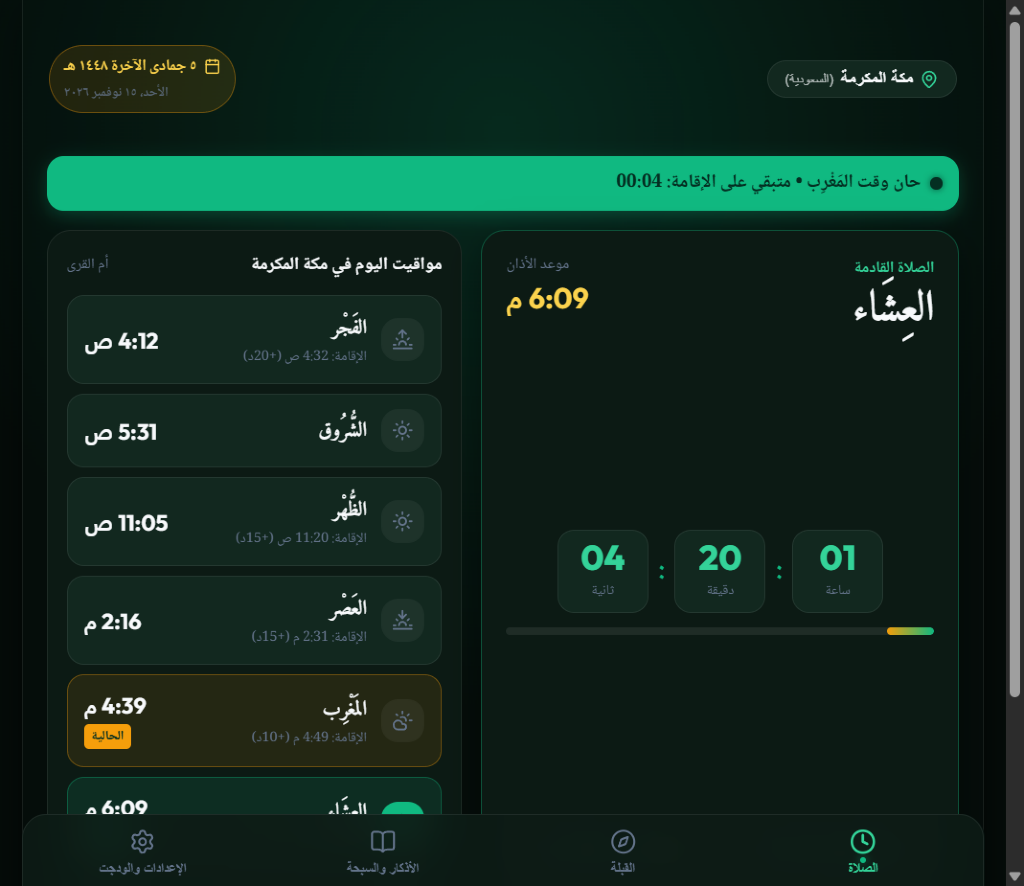 مكة المكرمة (السعودية)
٥ جمادى الآخرة ١٤٤٨ هـ
الأحد، ١٥ نوفمبر ٢٠٢٦
حان وقت المَغْرِب • متبقي على الإقامة: 00:04
الصلاة القادمة
العِشَاء
موعد الأذان
6:09 م
01 : 20 : 04
ساعة
دقيقة
ثانية
مواقيت اليوم في مكة المكرمة
أم القرى
الفَجْر
الإقامة: 4:32 ص (+20د)
4:12 ص
الشُّرُوق
5:31 ص
الظُّهْر
الإقامة: 11:20 ص (+15د)
11:05 ص
العَصْر
الإقامة: 2:31 م (+15د)
2:16 م
المَغْرِب
الإقامة: 4:49 م (+10د)
4:39 م
الحالية
العِشَاء
6:09 م
الصلاة
القبلة
الأذكار والسبحة
الإعدادات والودجت